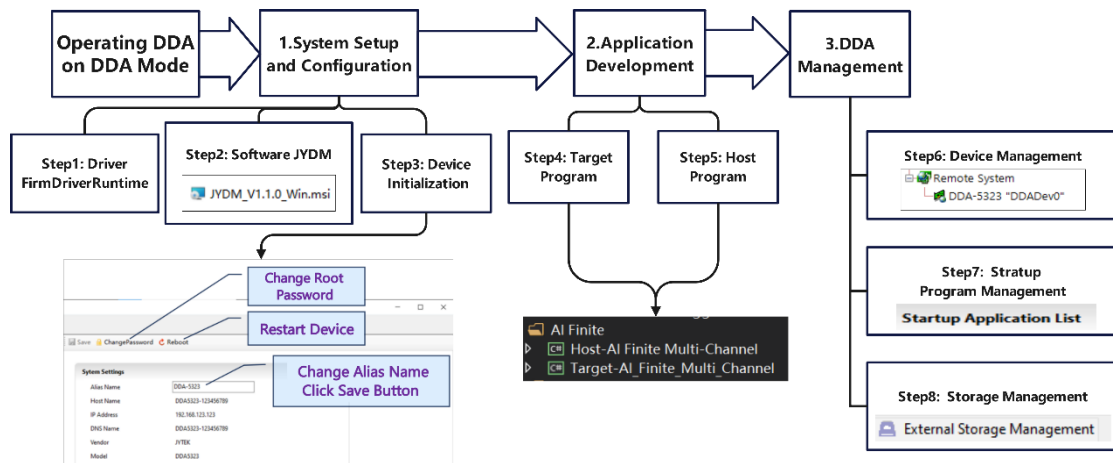 Operating DDA
on DDA Mode
1.System Setup
and Configuration
2.Application
Development
3.DDA
Management
Step1: Driver
FirmDriverRuntime
Step2: Software JYDM
JYDM_V1.1.0_Win.msi
Step3: Device
Initialization
Step4: Target
Program
Step5: Host
Program
Step6: Device Management
Remote System
DDA-5323 "DDADev0"
Step7: Stratup
Program Management
Startup Application List
Step8: Storage Management
External Storage Management
Change Root
Password
Restart Device
Change Alias Name
Click Save Button
Save ChangePassword Reboot
Sytem Settings
Alias Name DDA-5323
Host Name DDA5323-123456789
IP Address 192.168.123.123
DNS Name DDA5323-123456789
Vendor JYTEK
Model DDA5323
AI Finite
C# Host-AI Finite Multi-Channel
C# Target-AI_Finite_Multi_Channel